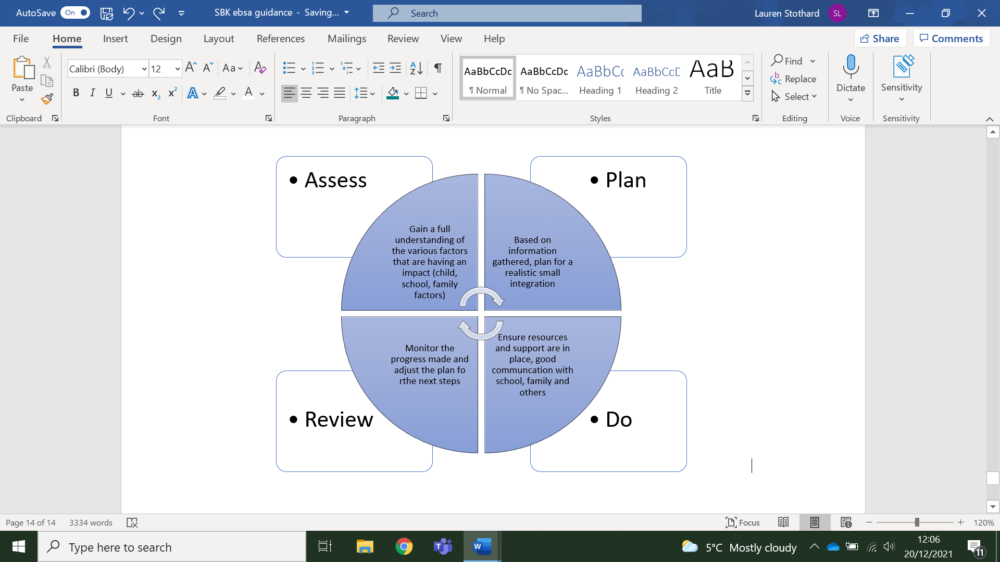 AutoSave On SBK ebsa guidance - Saving... Search Lauren Stothard SL
File Home Insert Design Layout References Mailings Review View Help Share Comments
Paste
Calibri (Body) 12 Aa
B I U ab x2 x2 A A
AaBbCcDc AaBbCcDc AaBbCc AaBbCcD AaB
¶ Normal ¶ No Spac... Heading 1 Heading 2 Title
Find
Replace
Select
Dictate
Sensitivity
Clipboard Font Paragraph Styles Editing Voice Sensitivity
• Assess
• Plan
Gain a full
understanding of
the various factors
that are having an
impact (child,
school, family
factors)
Based on
information
gathered, plan for a
realistic small
integration
Monitor the
progress made and
adjust the plan fo
rthe next steps
Ensure resources
and support are in
place, good
communcation with
school, family and
others
• Review
• Do
Page 14 of 14 3334 words Focus 120%
Type here to search 5°C Mostly cloudy 12:06
20/12/2021 11